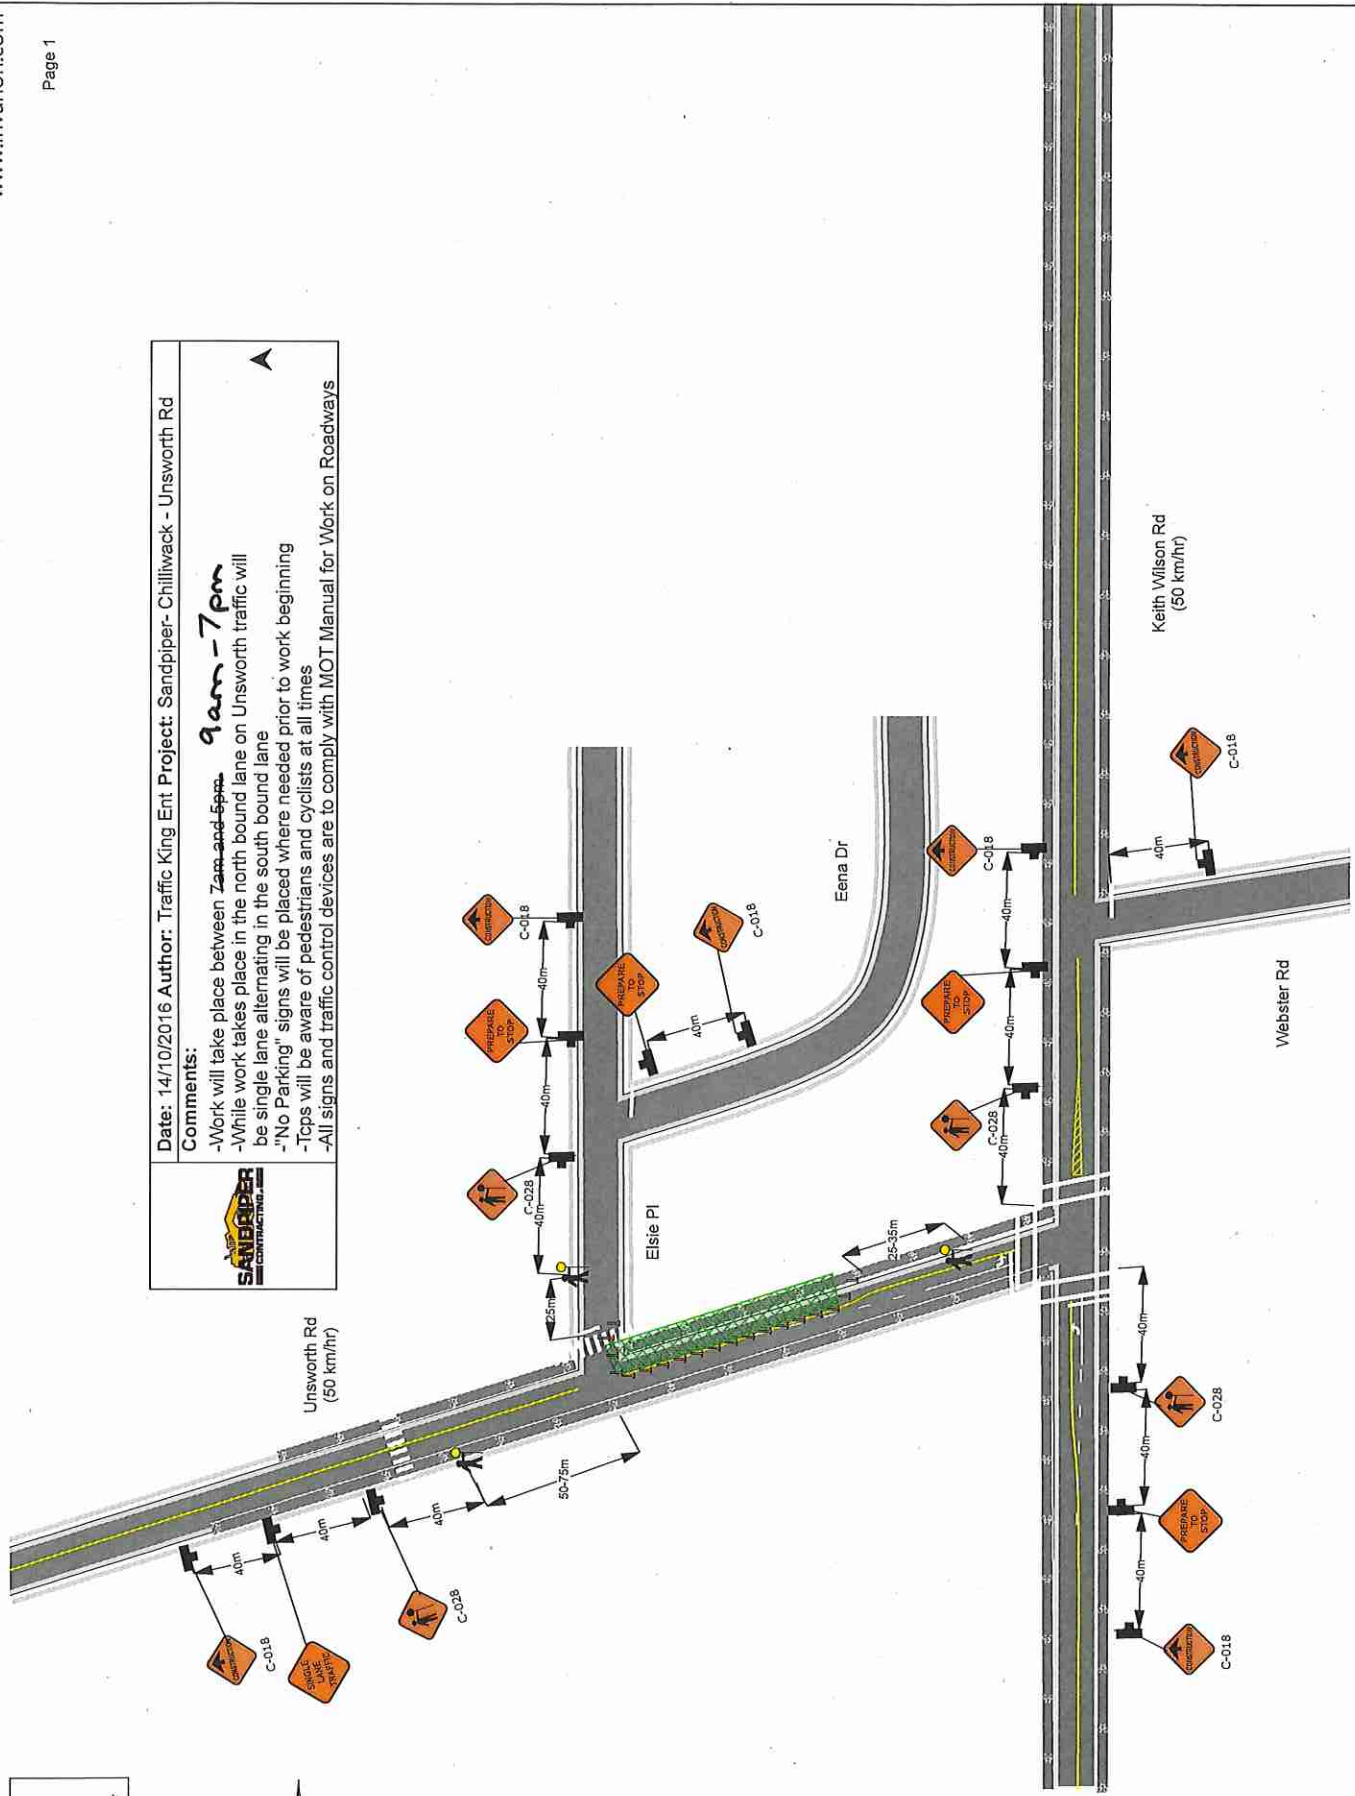 Page 1
Date: 14/10/2016 Author: Traffic King Ent Project: Sandpiper- Chilliwack - Unsworth Rd
Comments:
-Work will take place between 7am and 5pm 9am-7pm
-While work takes place in the north bound lane on Unsworth traffic will
be single lane alternating in the south bound lane
-"No Parking" signs will be placed where needed prior to work beginning
-Tcps will be aware of pedestrians and cyclists at all times
-All signs and traffic control devices are to comply with MOT Manual for Work on Roadways
SANDPIPER
CONTRACTING
Unsworth Rd
(50 km/hr)
CONSTRUCTION
C-018
40m
SINGLE
LANE
TRAFFIC
40m
C-028
40m
50-75m
25m
40m
C-028
40m
PREPARE
TO
STOP
40m
CONSTRUCTION
C-018
Elsie Pl
PREPARE
TO
STOP
40m
CONSTRUCTION
C-018
Eena Dr
25-35m
40m
C-028
40m
PREPARE
TO
STOP
40m
CONSTRUCTION
C-018
Keith Wilson Rd
(50 km/hr)
40m
C-028
40m
PREPARE
TO
STOP
40m
CONSTRUCTION
C-018
Webster Rd
40m
CONSTRUCTION
C-018